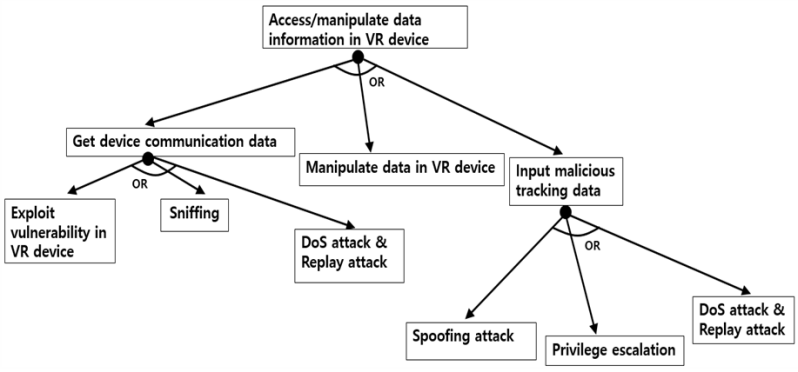 Access/manipulate data
information in VR device
OR
Get device communication data
Manipulate data in VR device
Input malicious
tracking data
OR
Exploit
vulnerability in
VR device
Sniffing
DoS attack &
Replay attack
OR
Spoofing attack
Privilege escalation
DoS attack &
Replay attack